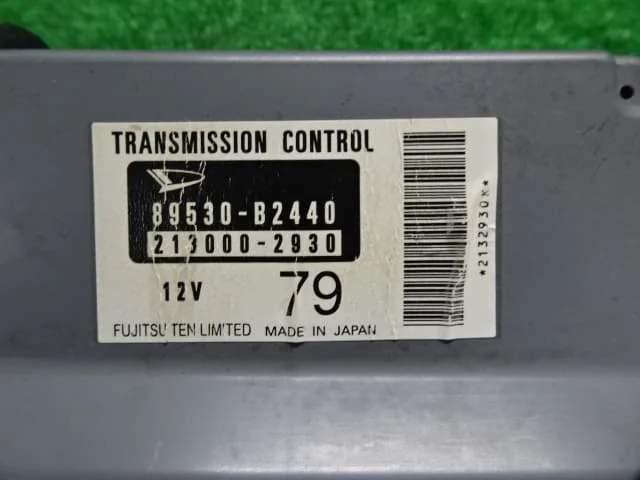 TRANSMISSION CONTROL
89530-B2440
213000-2930
12V 79
FUJITSU TEN LIMITED MADE IN JAPAN
*2132930K*